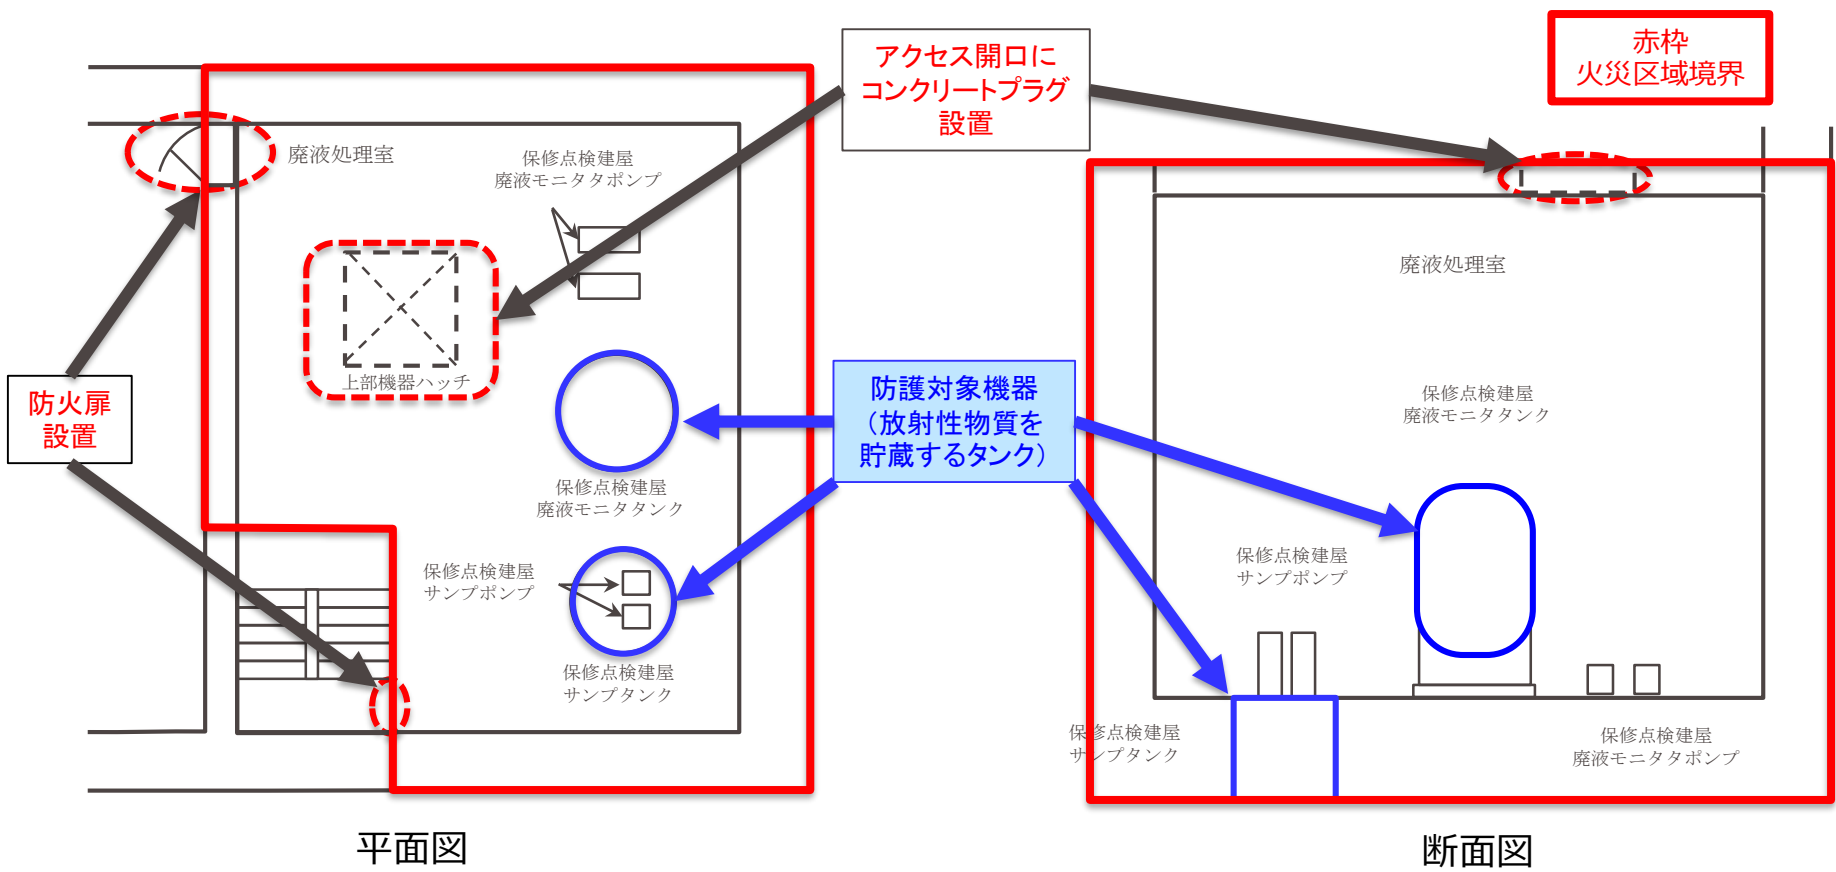 アクセス開口に
コンクリートプラグ
設置
赤枠
火災区域境界
廃液処理室
保修点検建屋
廃液モニタタポンプ
上部機器ハッチ
防火扉
設置
防護対象機器
（放射性物質を
貯蔵するタンク）
保修点検建屋
廃液モニタタンク
保修点検建屋
サンプポンプ
保修点検建屋
サンプタンク
平面図
廃液処理室
保修点検建屋
廃液モニタタンク
保修点検建屋
サンプポンプ
保修点検建屋
サンプタンク
保修点検建屋
廃液モニタタポンプ
断面図